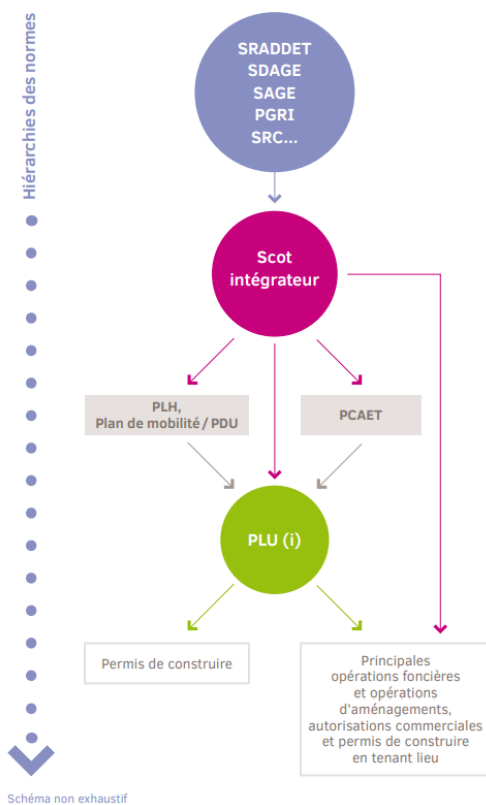 Hiérarchies des normes
SRADDET
SDAGE
SAGE
PGRI
SRC...
Scot
intégrateur
PLH,
Plan de mobilité / PDU
PCAET
PLU (i)
Permis de construire
Principales
opérations foncières
et opérations
d'aménagements,
autorisations commerciales
et permis de construire
en tenant lieu
Schéma non exhaustif